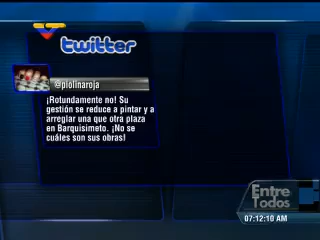 twitter
@plolinaroja
¡Rotundamente no! Su
gestión se reduce a pintar y a
arreglar una que otra plaza
en Barquisimeto. ¡No se
cuáles son sus obras!
Entre
Todos
07:12:10 AM